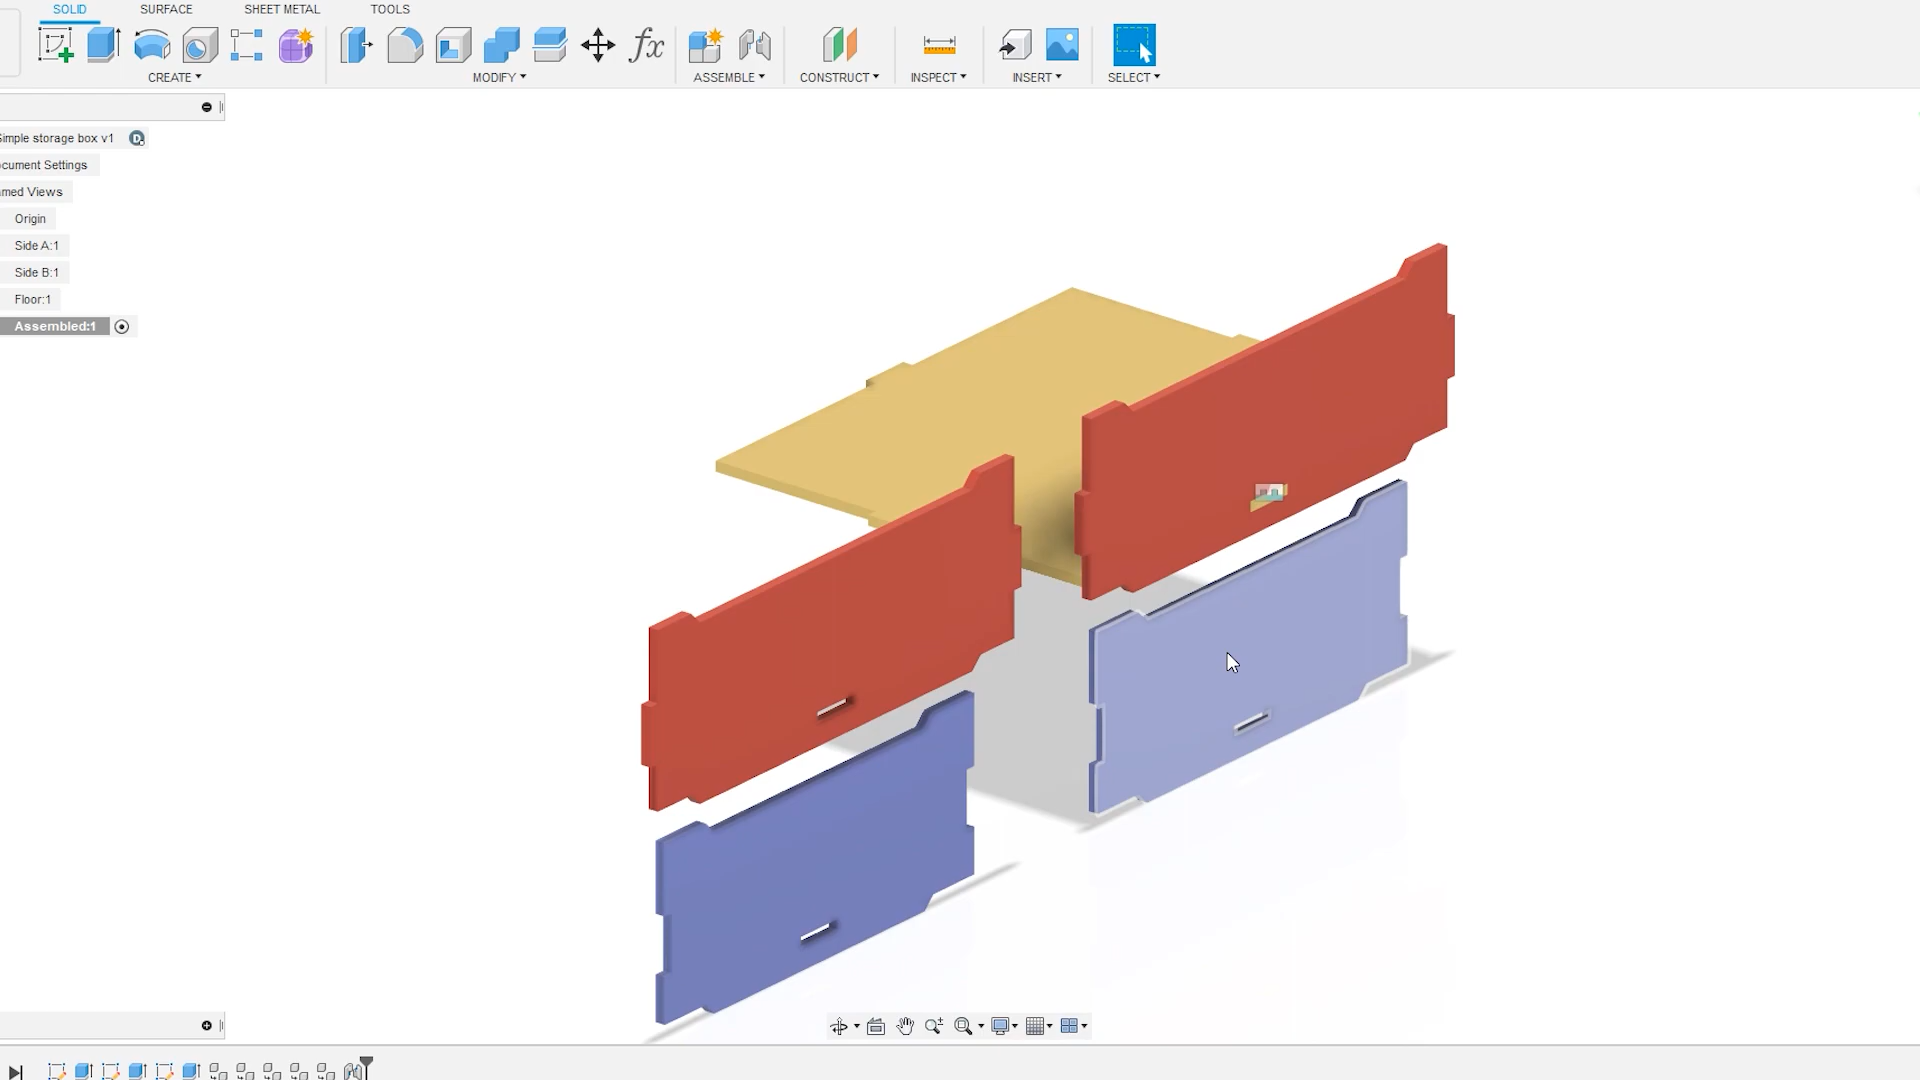 SOLID SURFACE SHEET METAL TOOLS
fx
CREATE MODIFY ASSEMBLE CONSTRUCT INSPECT INSERT SELECT
Simple storage box v1 D
cument Settings
med Views
Origin
Side A:1
Side B:1
Floor:1
Assembled:1